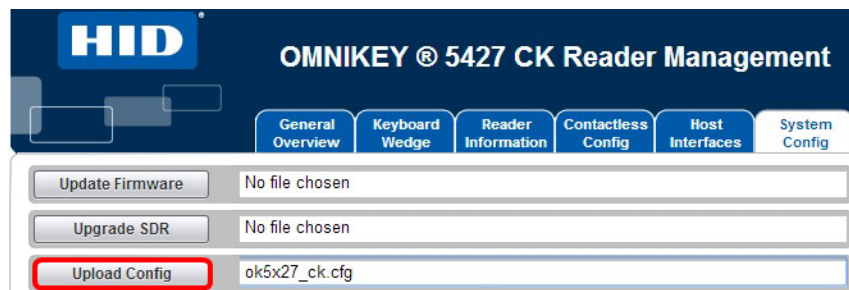 HID
OMNIKEY ® 5427 CK Reader Management
General Overview
Keyboard Wedge
Reader Information
Contactless Config
Host Interfaces
System Config
Update Firmware
No file chosen
Upgrade SDR
No file chosen
Upload Config
ok5x27_ck.cfg